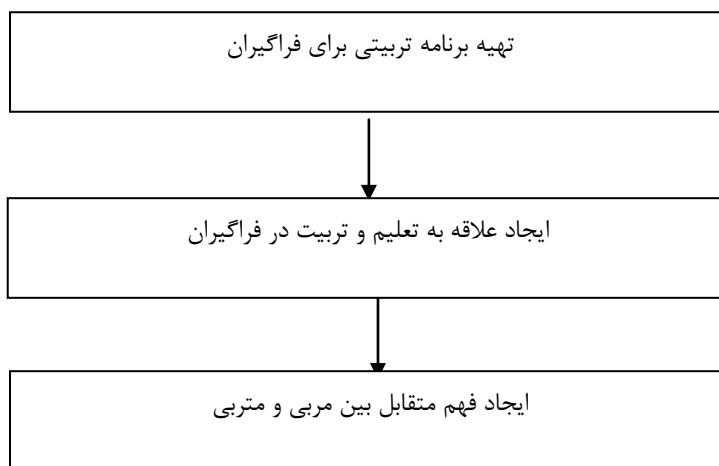 تهیه برنامه تربیتی برای فراگیران
ایجاد علاقه به تعلیم و تربیت در فراگیران
ایجاد فهم متقابل بین مربی و متربی